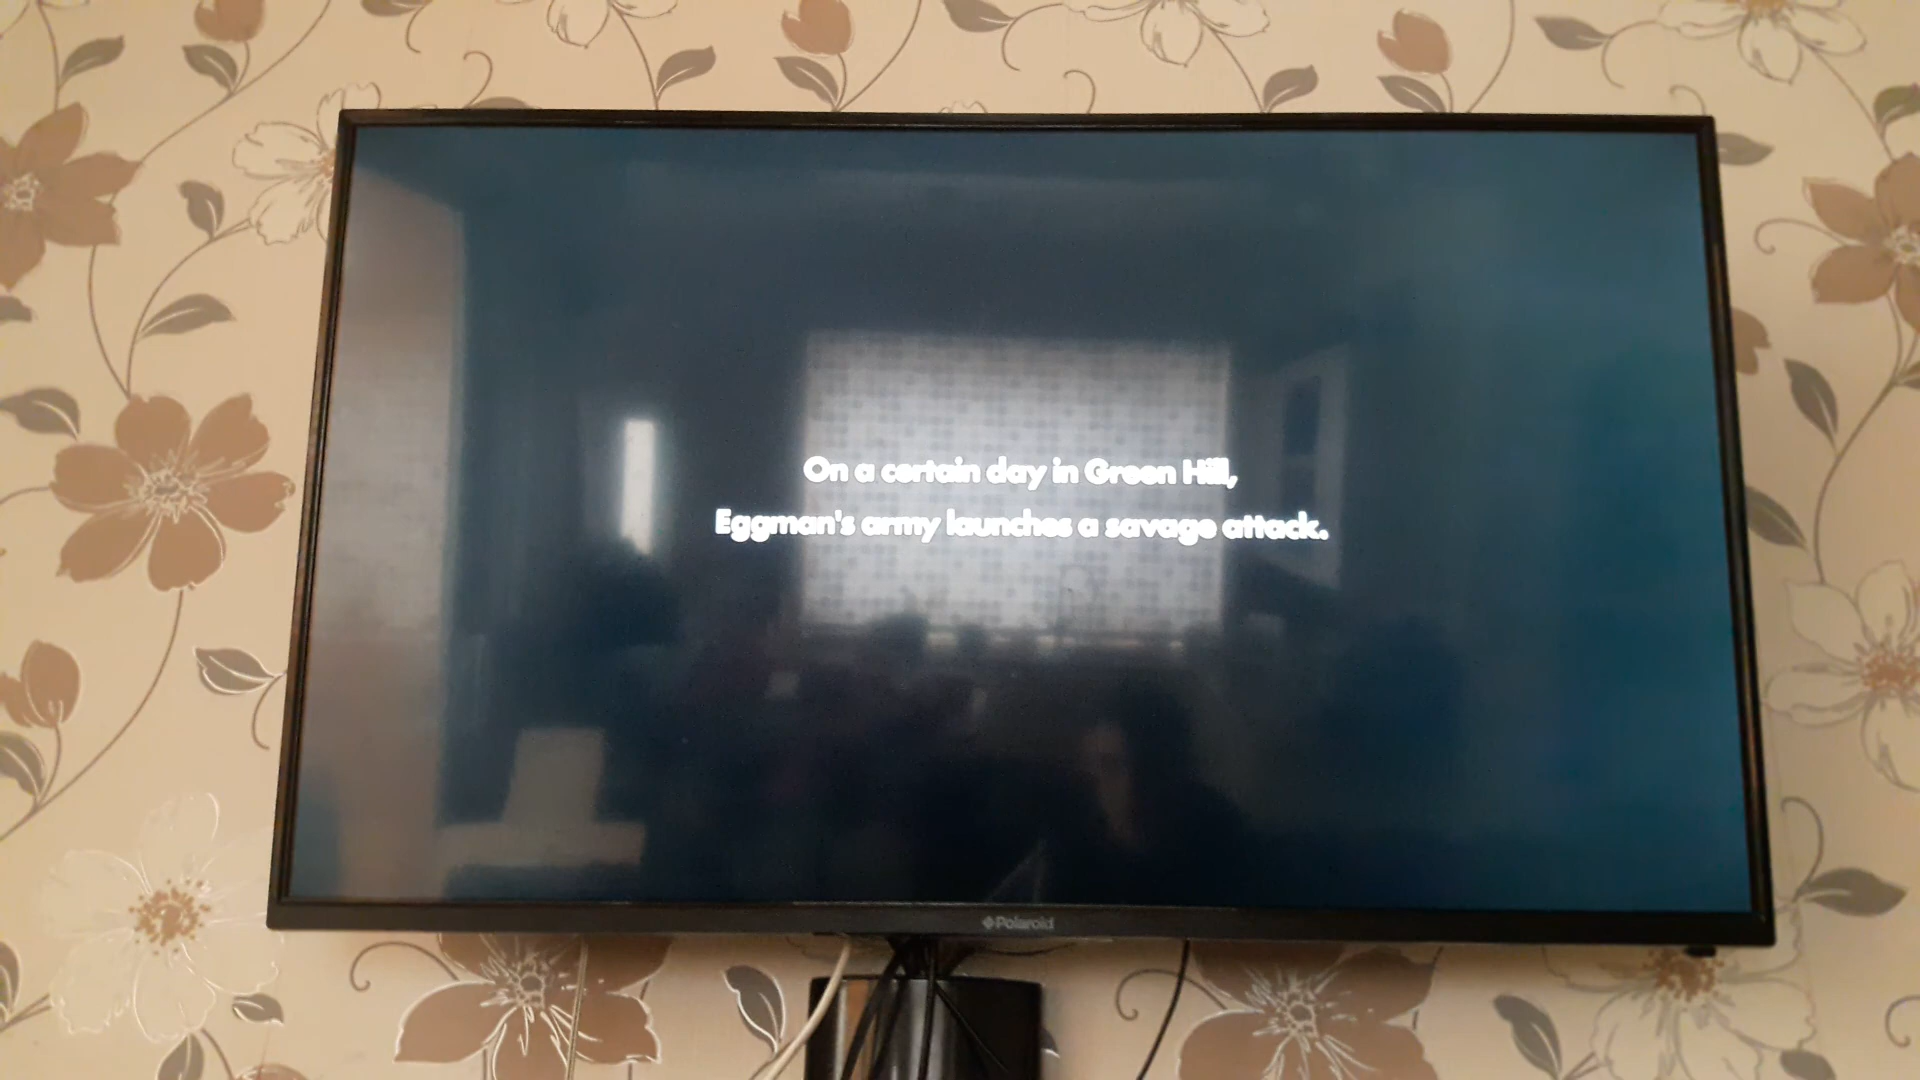 On a certain day in Green Hill,
Eggman's army launches a savage attack.
Polaroid